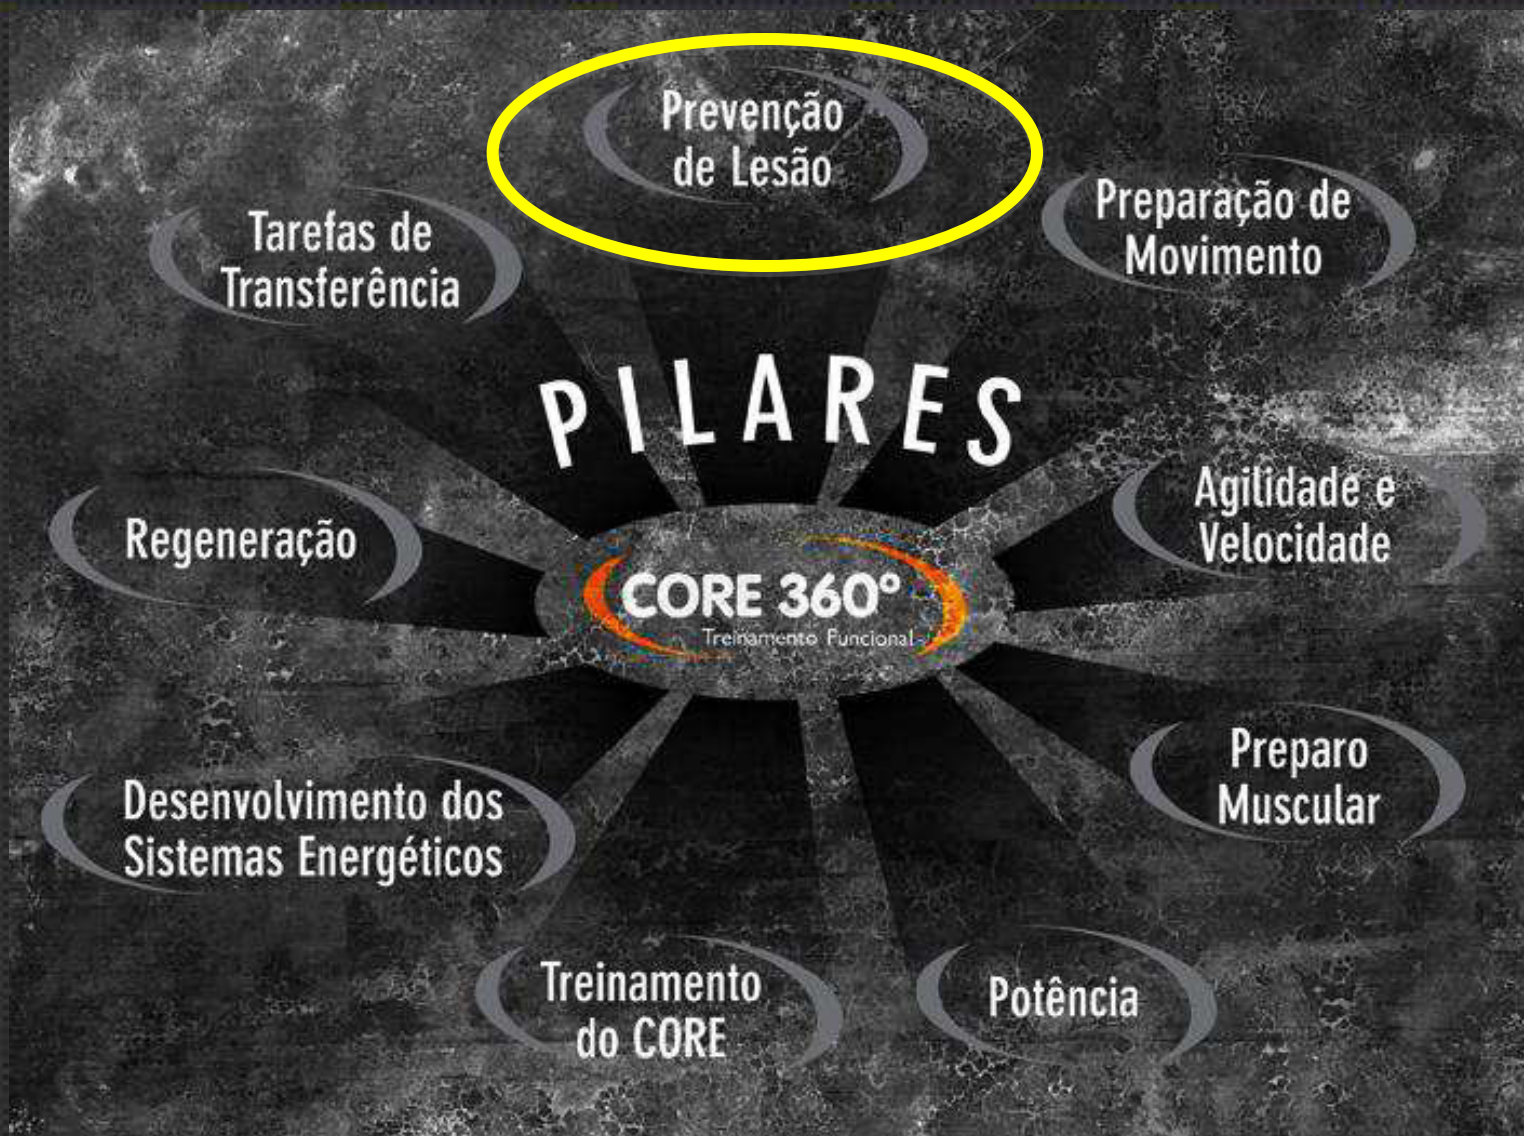 Prevenção
de Lesão
Preparação de
Movimento
Tarefas de
Transferência
PILARES
Agilidade e
Velocidade
Regeneração
CORE 360º
Treinamento Funcional
Preparo
Muscular
Desenvolvimento dos
Sistemas Energéticos
Treinamento
do CORE
Potência